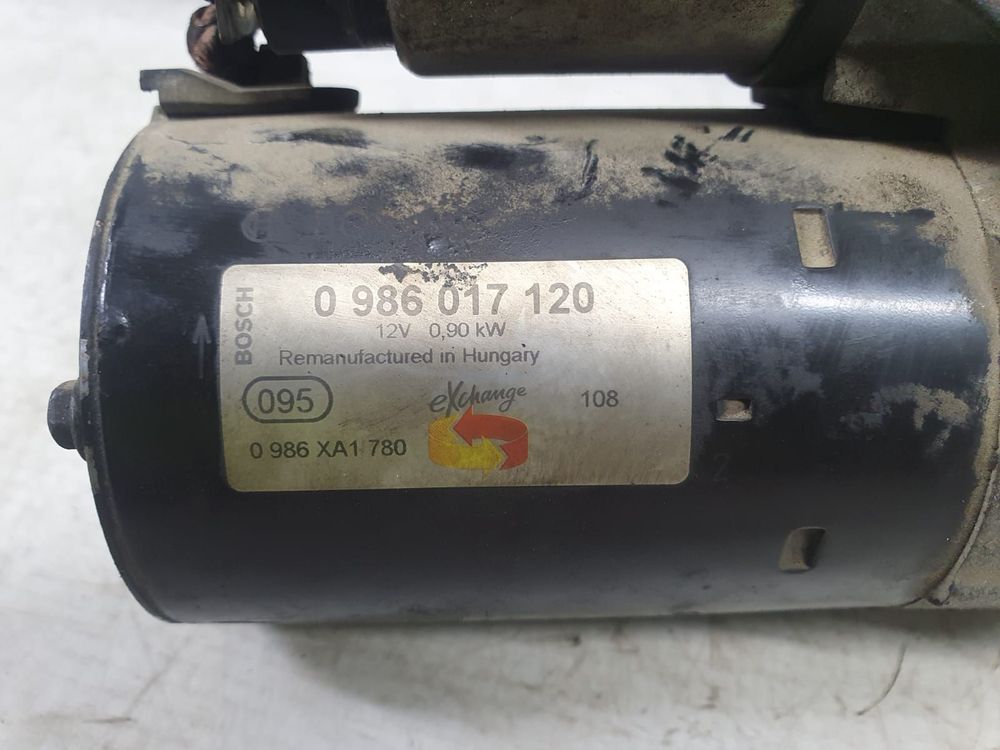 BOSCH
0 986 017 120
12V 0,90 kW
Remanufactured in Hungary
095
eXchange
108
0 986 XA1 780
2